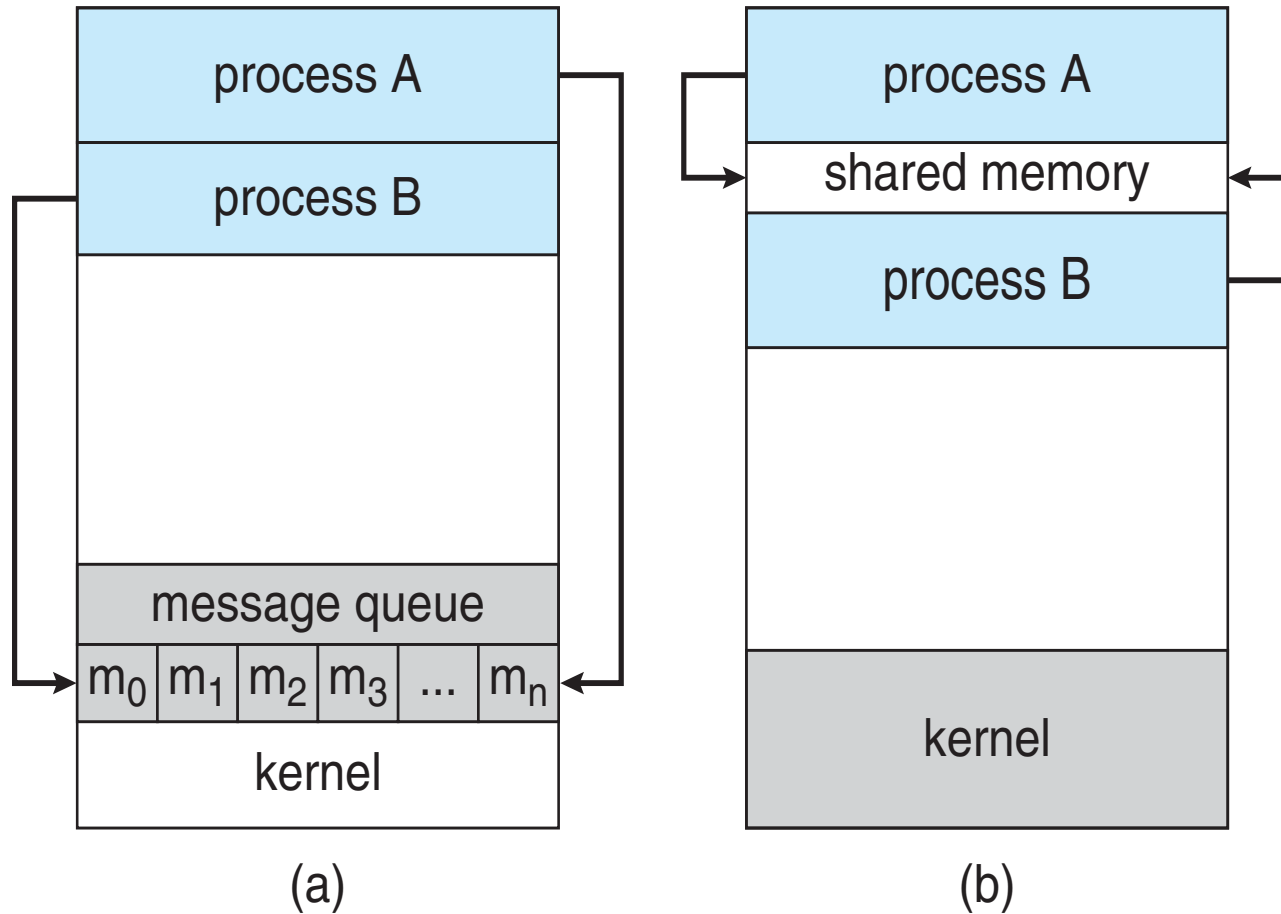 process A
process B
message queue
m0 m1 m2 m3 ... mn
kernel
(a)
process A
shared memory
process B
kernel
(b)